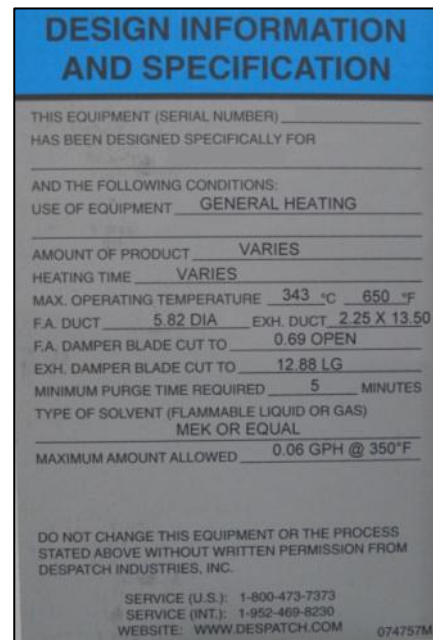 DESIGN INFORMATION
AND SPECIFICATION
THIS EQUIPMENT (SERIAL NUMBER)
HAS BEEN DESIGNED SPECIFICALLY FOR
AND THE FOLLOWING CONDITIONS:
USE OF EQUIPMENT GENERAL HEATING
AMOUNT OF PRODUCT VARIES
HEATING TIME VARIES
MAX. OPERATING TEMPERATURE 343 °C 650 °F
F.A. DUCT 5.82 DIA EXH. DUCT 2.25 X 13.50
F.A. DAMPER BLADE CUT TO 0.69 OPEN
EXH. DAMPER BLADE CUT TO 12.88 LG
MINIMUM PURGE TIME REQUIRED 5 MINUTES
TYPE OF SOLVENT (FLAMMABLE LIQUID OR GAS)
MEK OR EQUAL
MAXIMUM AMOUNT ALLOWED 0.06 GPH @ 350°F
DO NOT CHANGE THIS EQUIPMENT OR THE PROCESS
STATED ABOVE WITHOUT WRITTEN PERMISSION FROM
DESPATCH INDUSTRIES, INC.
SERVICE (U.S.): 1-800-473-7373
SERVICE (INT.): 1-952-469-8230
WEBSITE: WWW.DESPATCH.COM 074757M